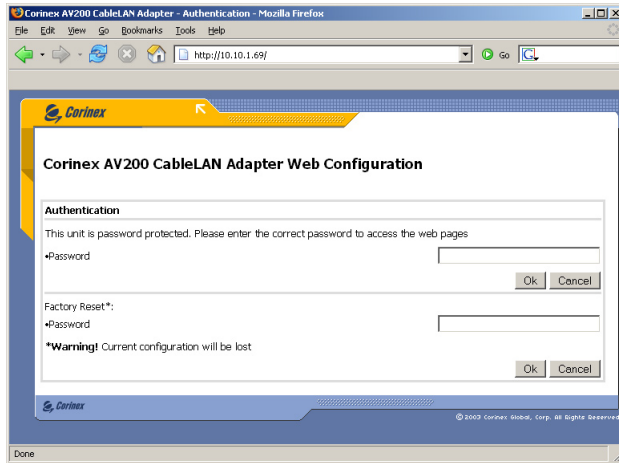 Corinex AV200 CableLAN Adapter - Authentication - Mozilla Firefox
File Edit View Go Bookmarks Tools Help
http://10.10.1.69/ Go G
Corinex
Corinex AV200 CableLAN Adapter Web Configuration
Authentication
This unit is password protected. Please enter the correct password to access the web pages
•Password
Ok Cancel
Factory Reset*:
•Password
*Warning! Current configuration will be lost
Ok Cancel
Corinex
© 2003 Corinex Global, Corp. All Rights Reserved
Done